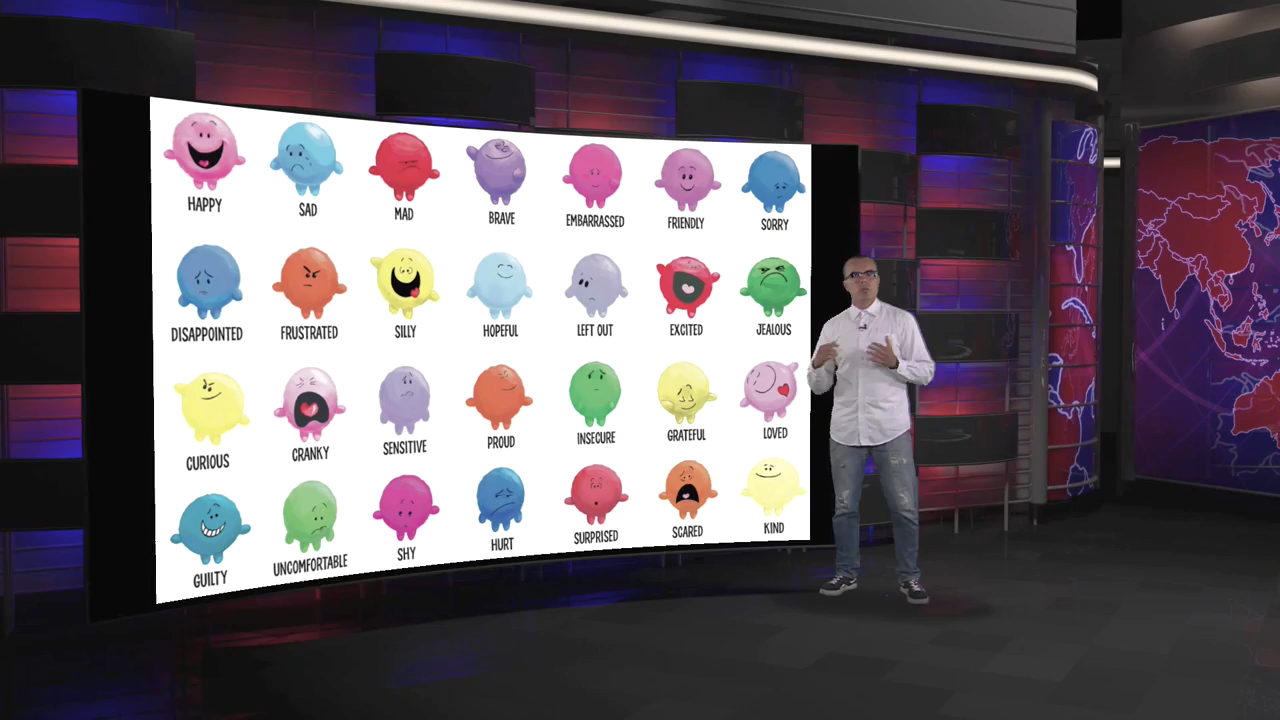 HAPPY
SAD
MAD
BRAVE
EMBARRASSED
FRIENDLY
SORRY
DISAPPOINTED
FRUSTRATED
SILLY
HOPEFUL
LEFT OUT
EXCITED
JEALOUS
CURIOUS
CRANKY
SENSITIVE
PROUD
INSECURE
GRATEFUL
LOVED
GUILTY
UNCOMFORTABLE
SHY
HURT
SURPRISED
SCARED
KIND